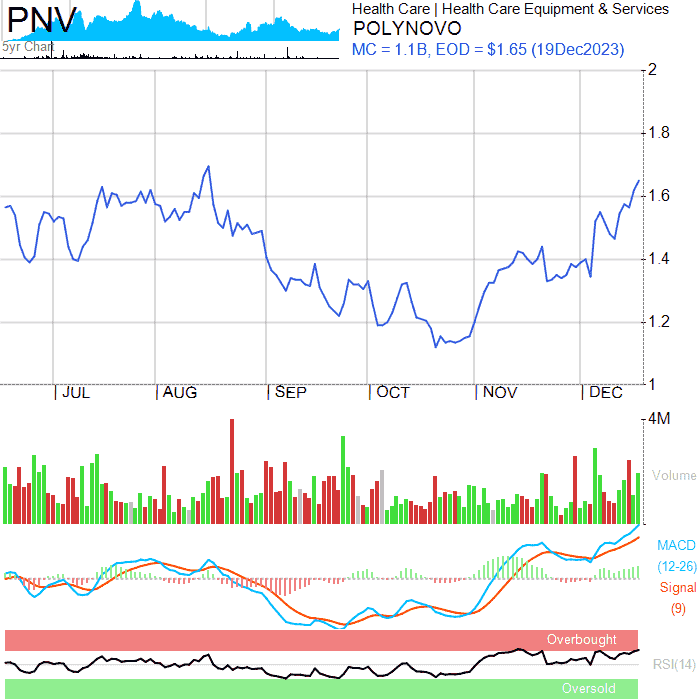 PNV
5yr Chart
Health Care | Health Care Equipment & Services
POLYNOVO
MC = 1.1B, EOD = $1.65 (19Dec2023)
2
1.8
1.6
1.4
1.2
1
| JUL | AUG | SEP | OCT | NOV | DEC
4M
Volume
MACD
(12-26)
Signal
(9)
Overbought
RSI(14)
Oversold